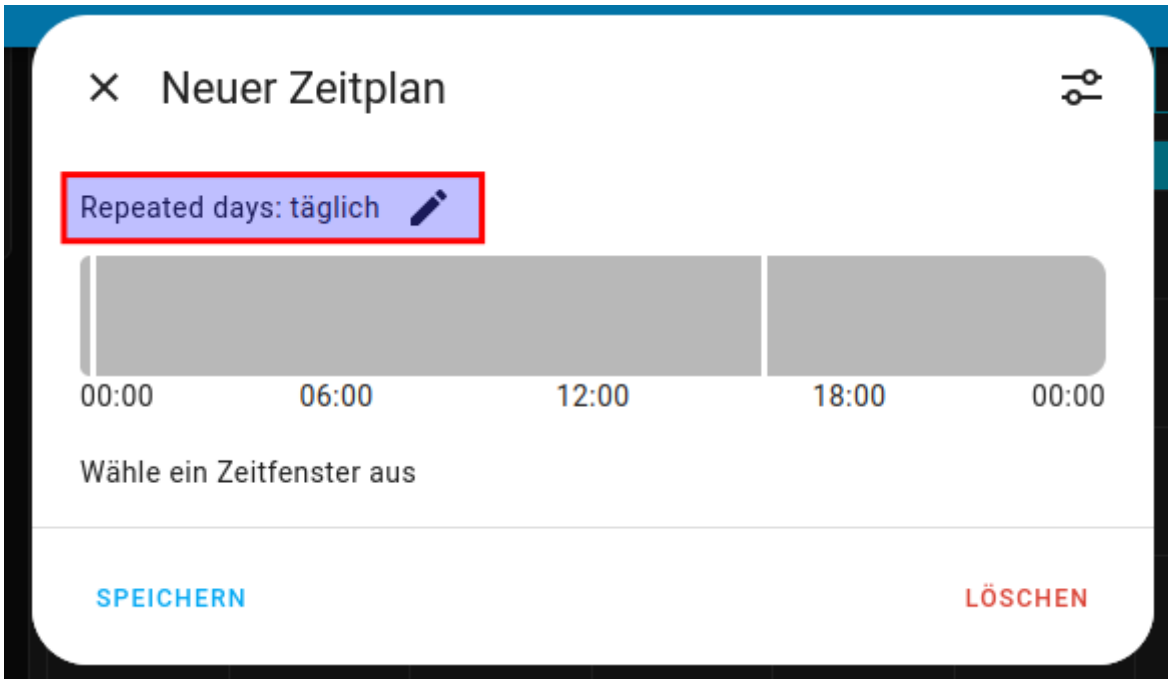 Neuer Zeitplan
Repeated days: täglich
00:00 06:00 12:00 18:00 00:00
Wähle ein Zeitfenster aus
SPEICHERN LÖSCHEN